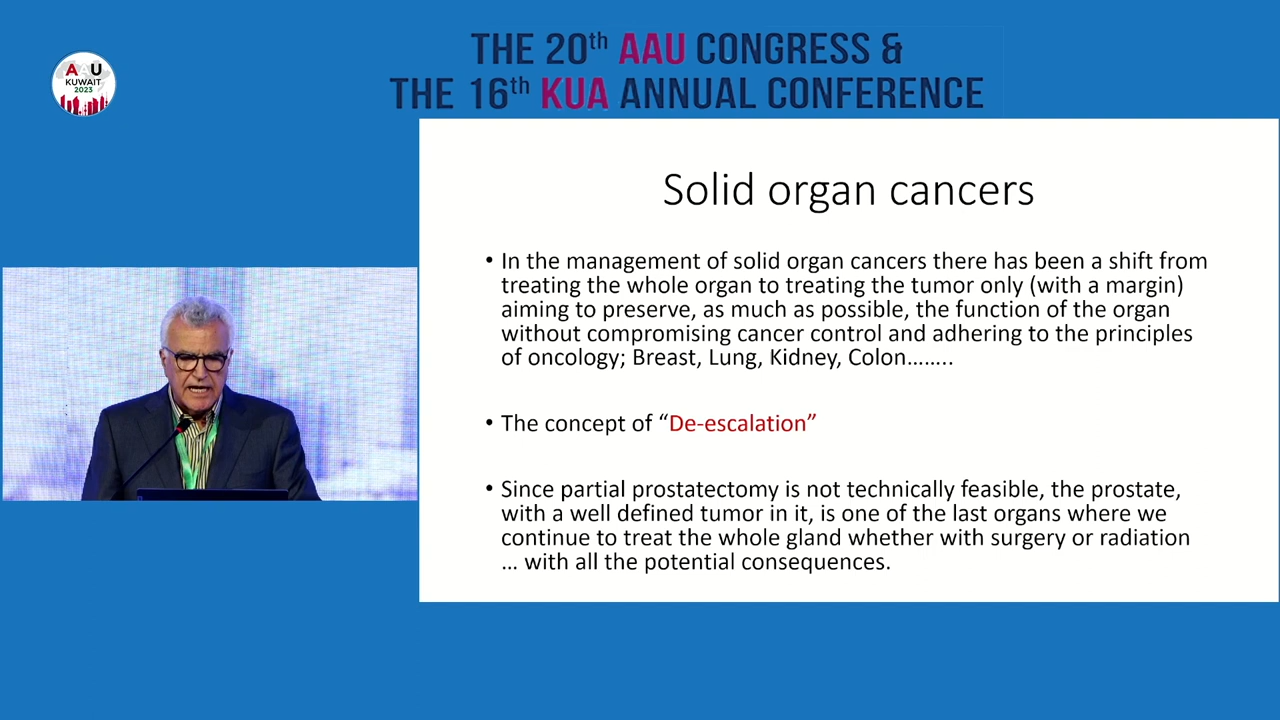 THE 20th AAU CONGRESS &
THE 16th KUA ANNUAL CONFERENCE
AAU
KUWAIT
2023
Solid organ cancers
• In the management of solid organ cancers there has been a shift from
treating the whole organ to treating the tumor only (with a margin)
aiming to preserve, as much as possible, the function of the organ
without compromising cancer control and adhering to the principles
of oncology; Breast, Lung, Kidney, Colon……..
• The concept of “De-escalation”
• Since partial prostatectomy is not technically feasible, the prostate,
with a well defined tumor in it, is one of the last organs where we
continue to treat the whole gland whether with surgery or radiation
… with all the potential consequences.